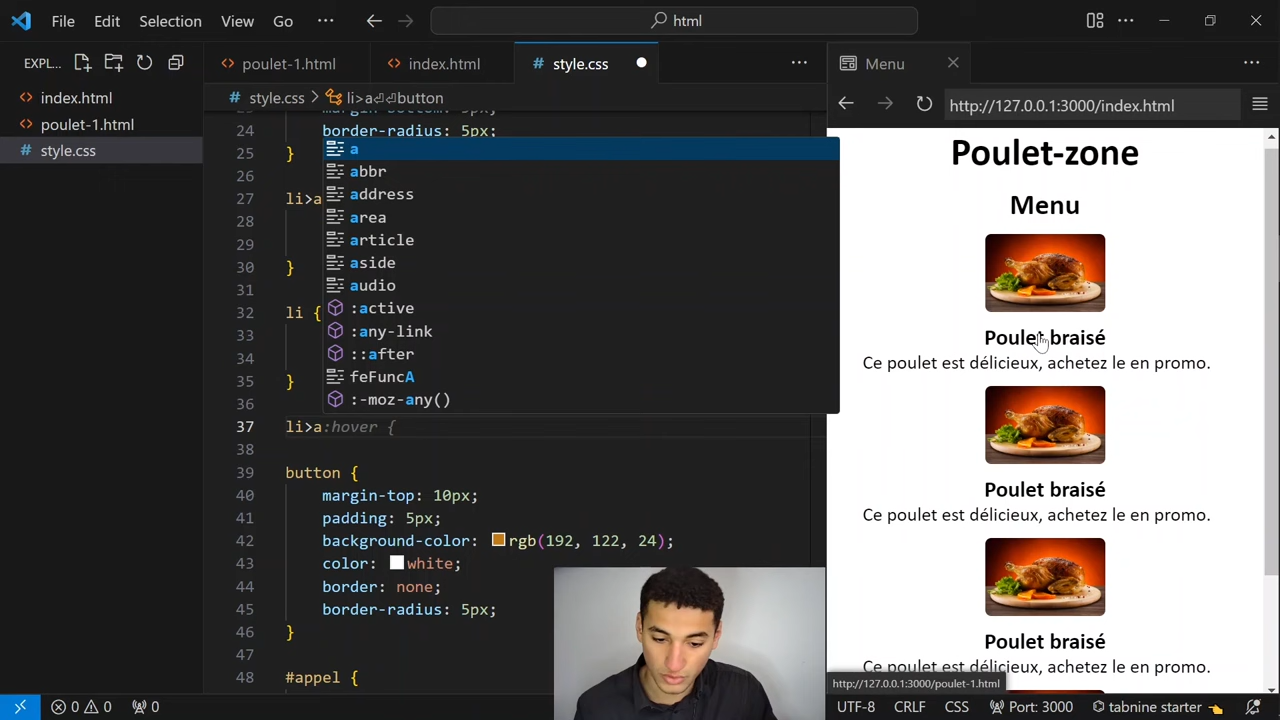 File Edit Selection View Go ··· html
EXPL...
index.html
poulet-1.html
style.css
poulet-1.html index.html style.css
style.css > li>a⏎⏎button
24 border-radius: 5px;
25 }
26
27 li>a
28
29
30 }
31
32 li {
33
34
35 }
36
37 li>a:hover {
38
39 button {
40 margin-top: 10px;
41 padding: 5px;
42 background-color: rgb(192, 122, 24);
43 color: white;
44 border: none;
45 border-radius: 5px;
46 }
47
48 #appel {
a
abbr
address
area
article
aside
audio
:active
:any-link
::after
feFuncA
:-moz-any()
Menu
http://127.0.0.1:3000/index.html
Poulet-zone
Menu
Poulet braisé
Ce poulet est délicieux, achetez le en promo.
Poulet braisé
Ce poulet est délicieux, achetez le en promo.
Poulet braisé
Ce poulet est délicieux, achetez le en promo.
http://127.0.0.1:3000/poulet-1.html
0 0 0 UTF-8 CRLF CSS Port: 3000 tabnine starter